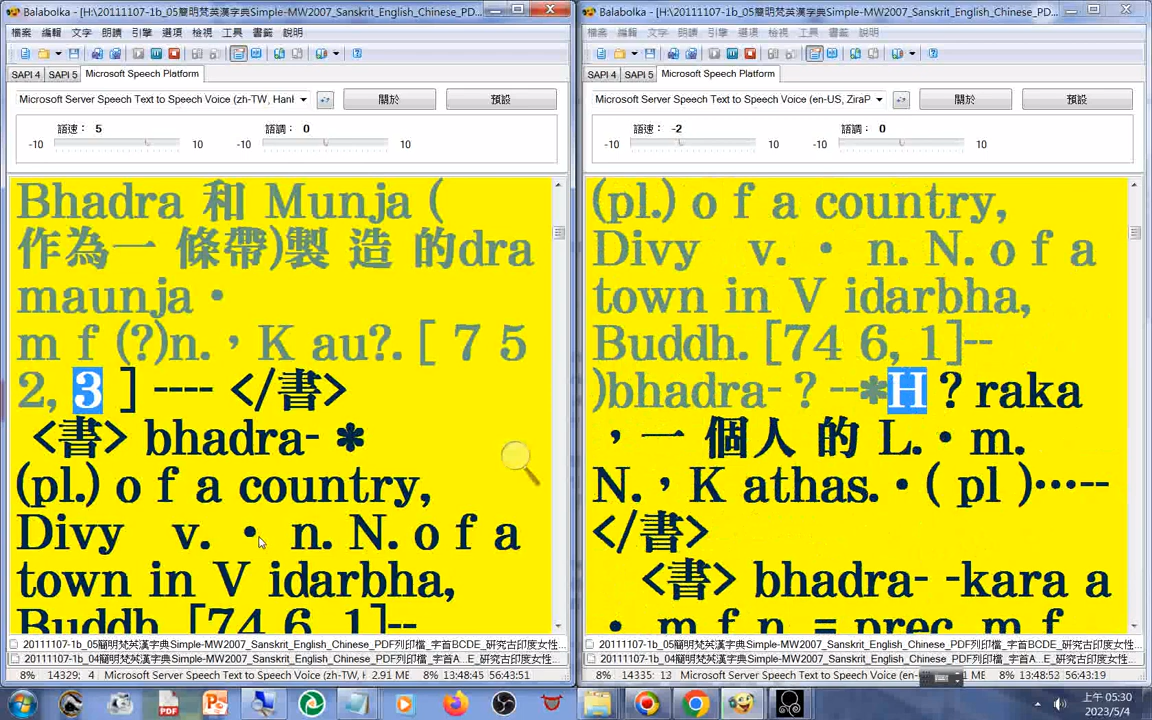 Balabolka - [H:\20111107-1b_05簡明梵英漢字典Simple-MW2007_Sanskrit_English_Chinese_PD...
檔案 編輯 文字 朗讀 引擎 選項 檢視 工具 書籤 說明
SAPI 4 SAPI 5 Microsoft Speech Platform
Microsoft Server Speech Text to Speech Voice (zh-TW, Hanl
關於 預設
語速： 5 語調： 0
-10 10 -10 10
Bhadra 和 Munja (
作為一 條帶)製 造 的dra
maunja •
m f (?)n.，K au?. [ 7 5
2, 3 ] ---- </書>
<書> bhadra- ✱
(pl.) o f a country,
Divy v. • n. N. o f a
town in V idarbha,
Buddh. [74 6, 1]--
20111107-1b_05簡明梵英漢字典Simple-MW2007_Sanskrit_English_Chinese_PDF列印檔_字首BCDE_研究古印度女性...
20111107-1b_04簡明梵英漢字典Simple-MW2007_Sanskrit_English_Chinese_PDF列印檔_字首A...E_研究古印度女性...
8% 14329; 4 Microsoft Server Speech Text to Speech Voice (zh-TW, H 2.91 MB 8% 13:48:45 56:43:51
Balabolka - [H:\20111107-1b_05簡明梵英漢字典Simple-MW2007_Sanskrit_English_Chinese_PD...
檔案 編輯 文字 朗讀 引擎 選項 檢視 工具 書籤 說明
SAPI 4 SAPI 5 Microsoft Speech Platform
Microsoft Server Speech Text to Speech Voice (en-US, ZiraP
關於 預設
語速： -2 語調： 0
-10 10 -10 10
(pl.) o f a country,
Divy v. • n. N. o f a
town in V idarbha,
Buddh. [74 6, 1]--
)bhadra- ? --✱H ? raka
，一 個人 的 L. • m.
N.，K athas. • ( pl )…--
</書>
<書> bhadra- -kara a
• m f n. = prec. m f
20111107-1b_05簡明梵英漢字典Simple-MW2007_Sanskrit_English_Chinese_PDF列印檔_字首BCDE_研究古印度女性...
20111107-1b_04簡明梵英漢字典Simple-MW2007_Sanskrit_English_Chinese_PDF列印檔_字首A...E_研究古印度女性...
8% 14335: 13 Microsoft Server Speech Text to Speech Voice (en-US, MB 8% 13:48:53 56:43:19
PDF
上午 05:30
2023/5/4